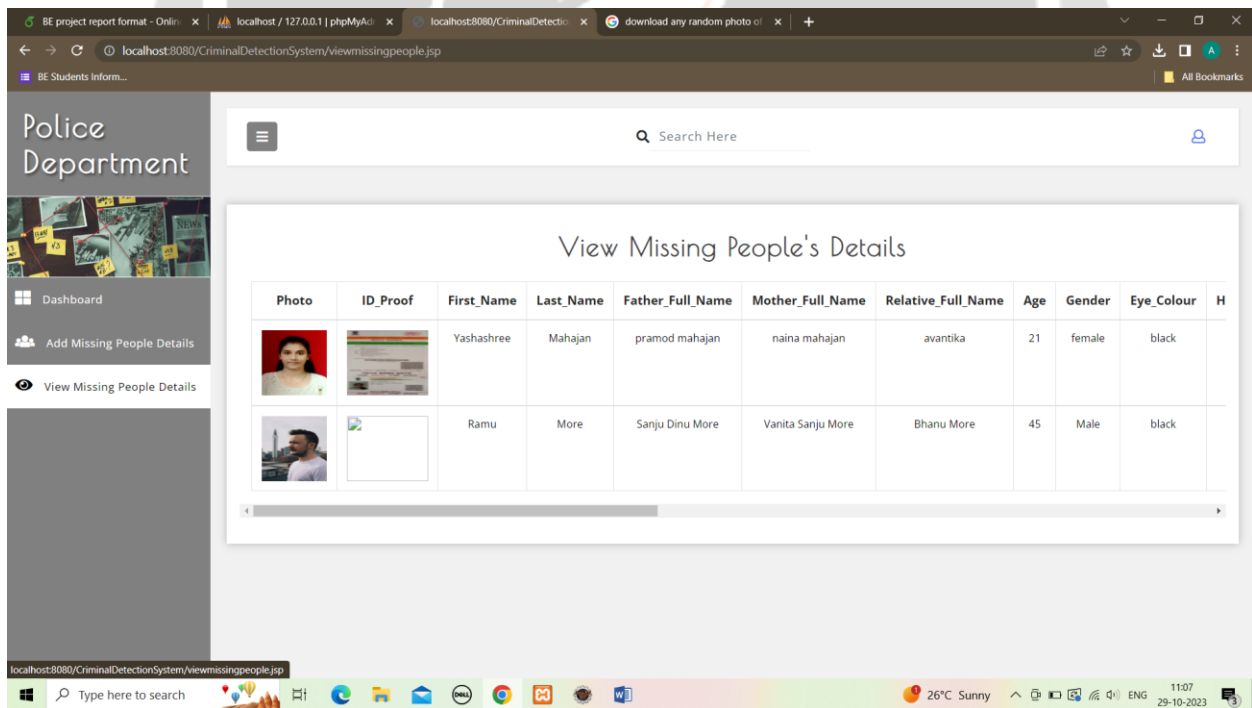 BE project report format - Onlin
localhost / 127.0.0.1 | phpMyAd
localhost:8080/CriminalDetectio
download any random photo of
localhost:8080/CriminalDetectionSystem/viewmissingpeople.jsp
BE Students Inform...
All Bookmarks
Police
Department
Search Here
NEWS
Dashboard
Add Missing People Details
View Missing People Details
View Missing People's Details
Photo ID_Proof First_Name Last_Name Father_Full_Name Mother_Full_Name Relative_Full_Name Age Gender Eye_Colour H
Yashashree Mahajan pramod mahajan naina mahajan avantika 21 female black
Ramu More Sanju Dinu More Vanita Sanju More Bhanu More 45 Male black
localhost:8080/CriminalDetectionSystem/viewmissingpeople.jsp
Type here to search
DELL
26°C Sunny
ENG
11:07
29-10-2023